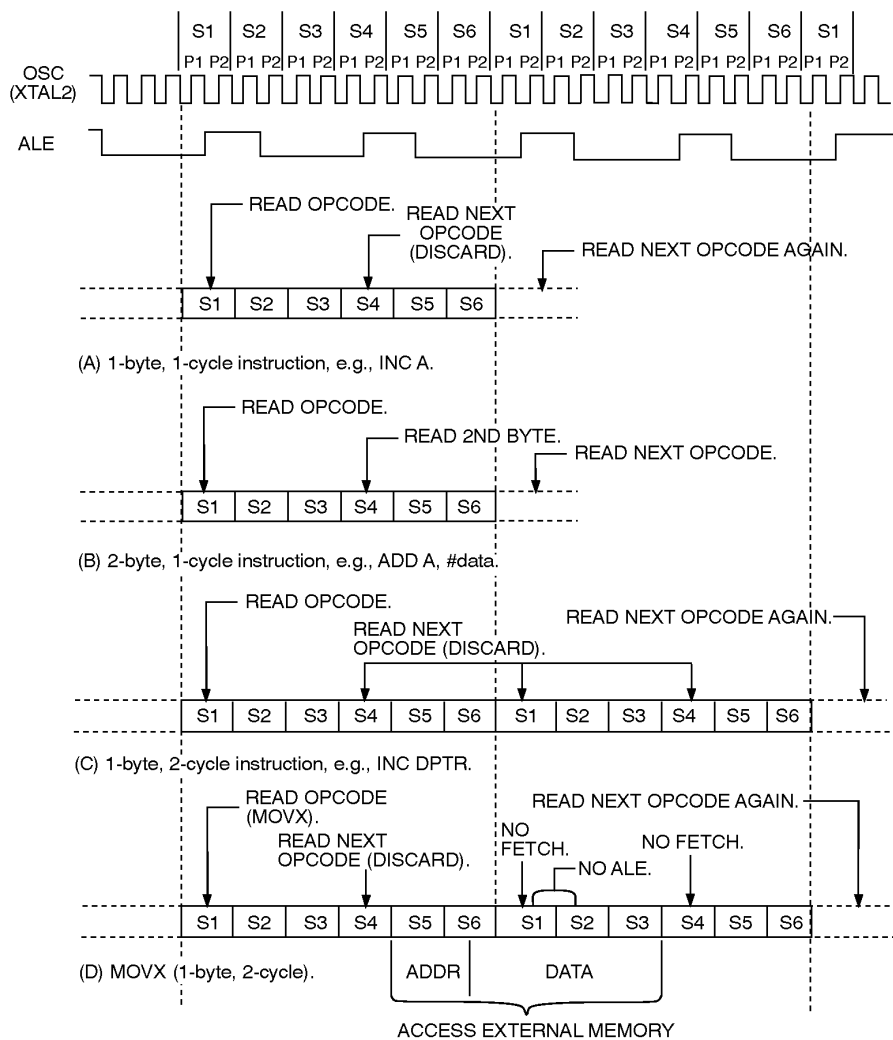 S1 S2 S3 S4 S5 S6 S1 S2 S3 S4 S5 S6 S1
P1 P2 P1 P2 P1 P2 P1 P2 P1 P2 P1 P2 P1 P2 P1 P2 P1 P2 P1 P2 P1 P2 P1 P2 P1 P2
OSC
(XTAL2)
ALE
READ OPCODE.
READ NEXT
OPCODE
(DISCARD).
READ NEXT OPCODE AGAIN.
S1 S2 S3 S4 S5 S6
(A) 1-byte, 1-cycle instruction, e.g., INC A.
READ OPCODE.
READ 2ND BYTE.
READ NEXT OPCODE.
S1 S2 S3 S4 S5 S6
(B) 2-byte, 1-cycle instruction, e.g., ADD A, #data.
READ OPCODE.
READ NEXT
OPCODE (DISCARD).
READ NEXT OPCODE AGAIN.
S1 S2 S3 S4 S5 S6 S1 S2 S3 S4 S5 S6
(C) 1-byte, 2-cycle instruction, e.g., INC DPTR.
READ OPCODE
(MOVX).
READ NEXT
OPCODE (DISCARD).
NO
FETCH.
NO ALE.
NO FETCH.
READ NEXT OPCODE AGAIN.
S1 S2 S3 S4 S5 S6 S1 S2 S3 S4 S5 S6
(D) MOVX (1-byte, 2-cycle).
ADDR
DATA
ACCESS EXTERNAL MEMORY